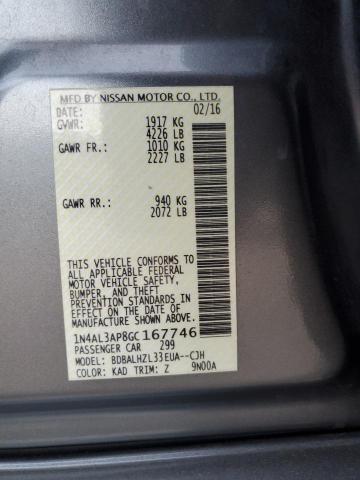 MFD BY NISSAN MOTOR CO., LTD.
DATE: 02/16
GVWR: 1917 KG
4226 LB
GAWR FR.: 1010 KG
2227 LB
GAWR RR.: 940 KG
2072 LB
THIS VEHICLE CONFORMS TO
ALL APPLICABLE FEDERAL
MOTOR VEHICLE SAFETY,
BUMPER, AND THEFT
PREVENTION STANDARDS IN
EFFECT ON THE DATE OF
MANUFACTURE SHOWN ABOVE.
1N4AL3AP8GC167746
PASSENGER CAR 299
MODEL: BDBALHZL33EUA--CJH
COLOR: KAD TRIM: Z 9N00A